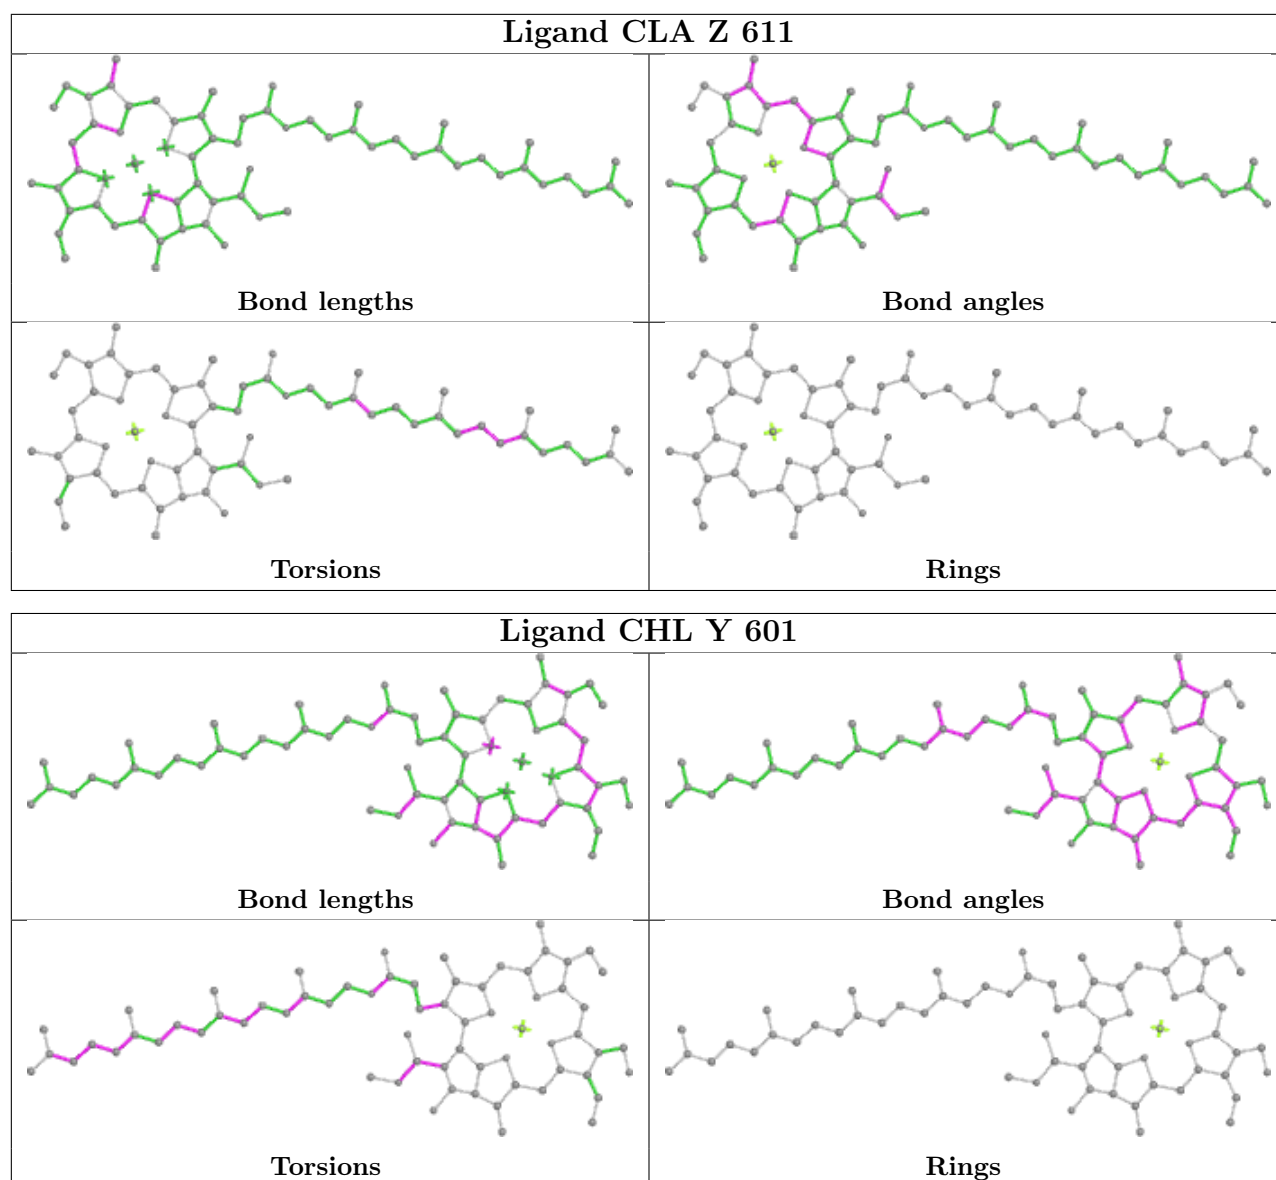 Ligand CLA Z 611
Bond lengths
Bond angles
Torsions
Rings
Ligand CHL Y 601
Bond lengths
Bond angles
Torsions
Rings